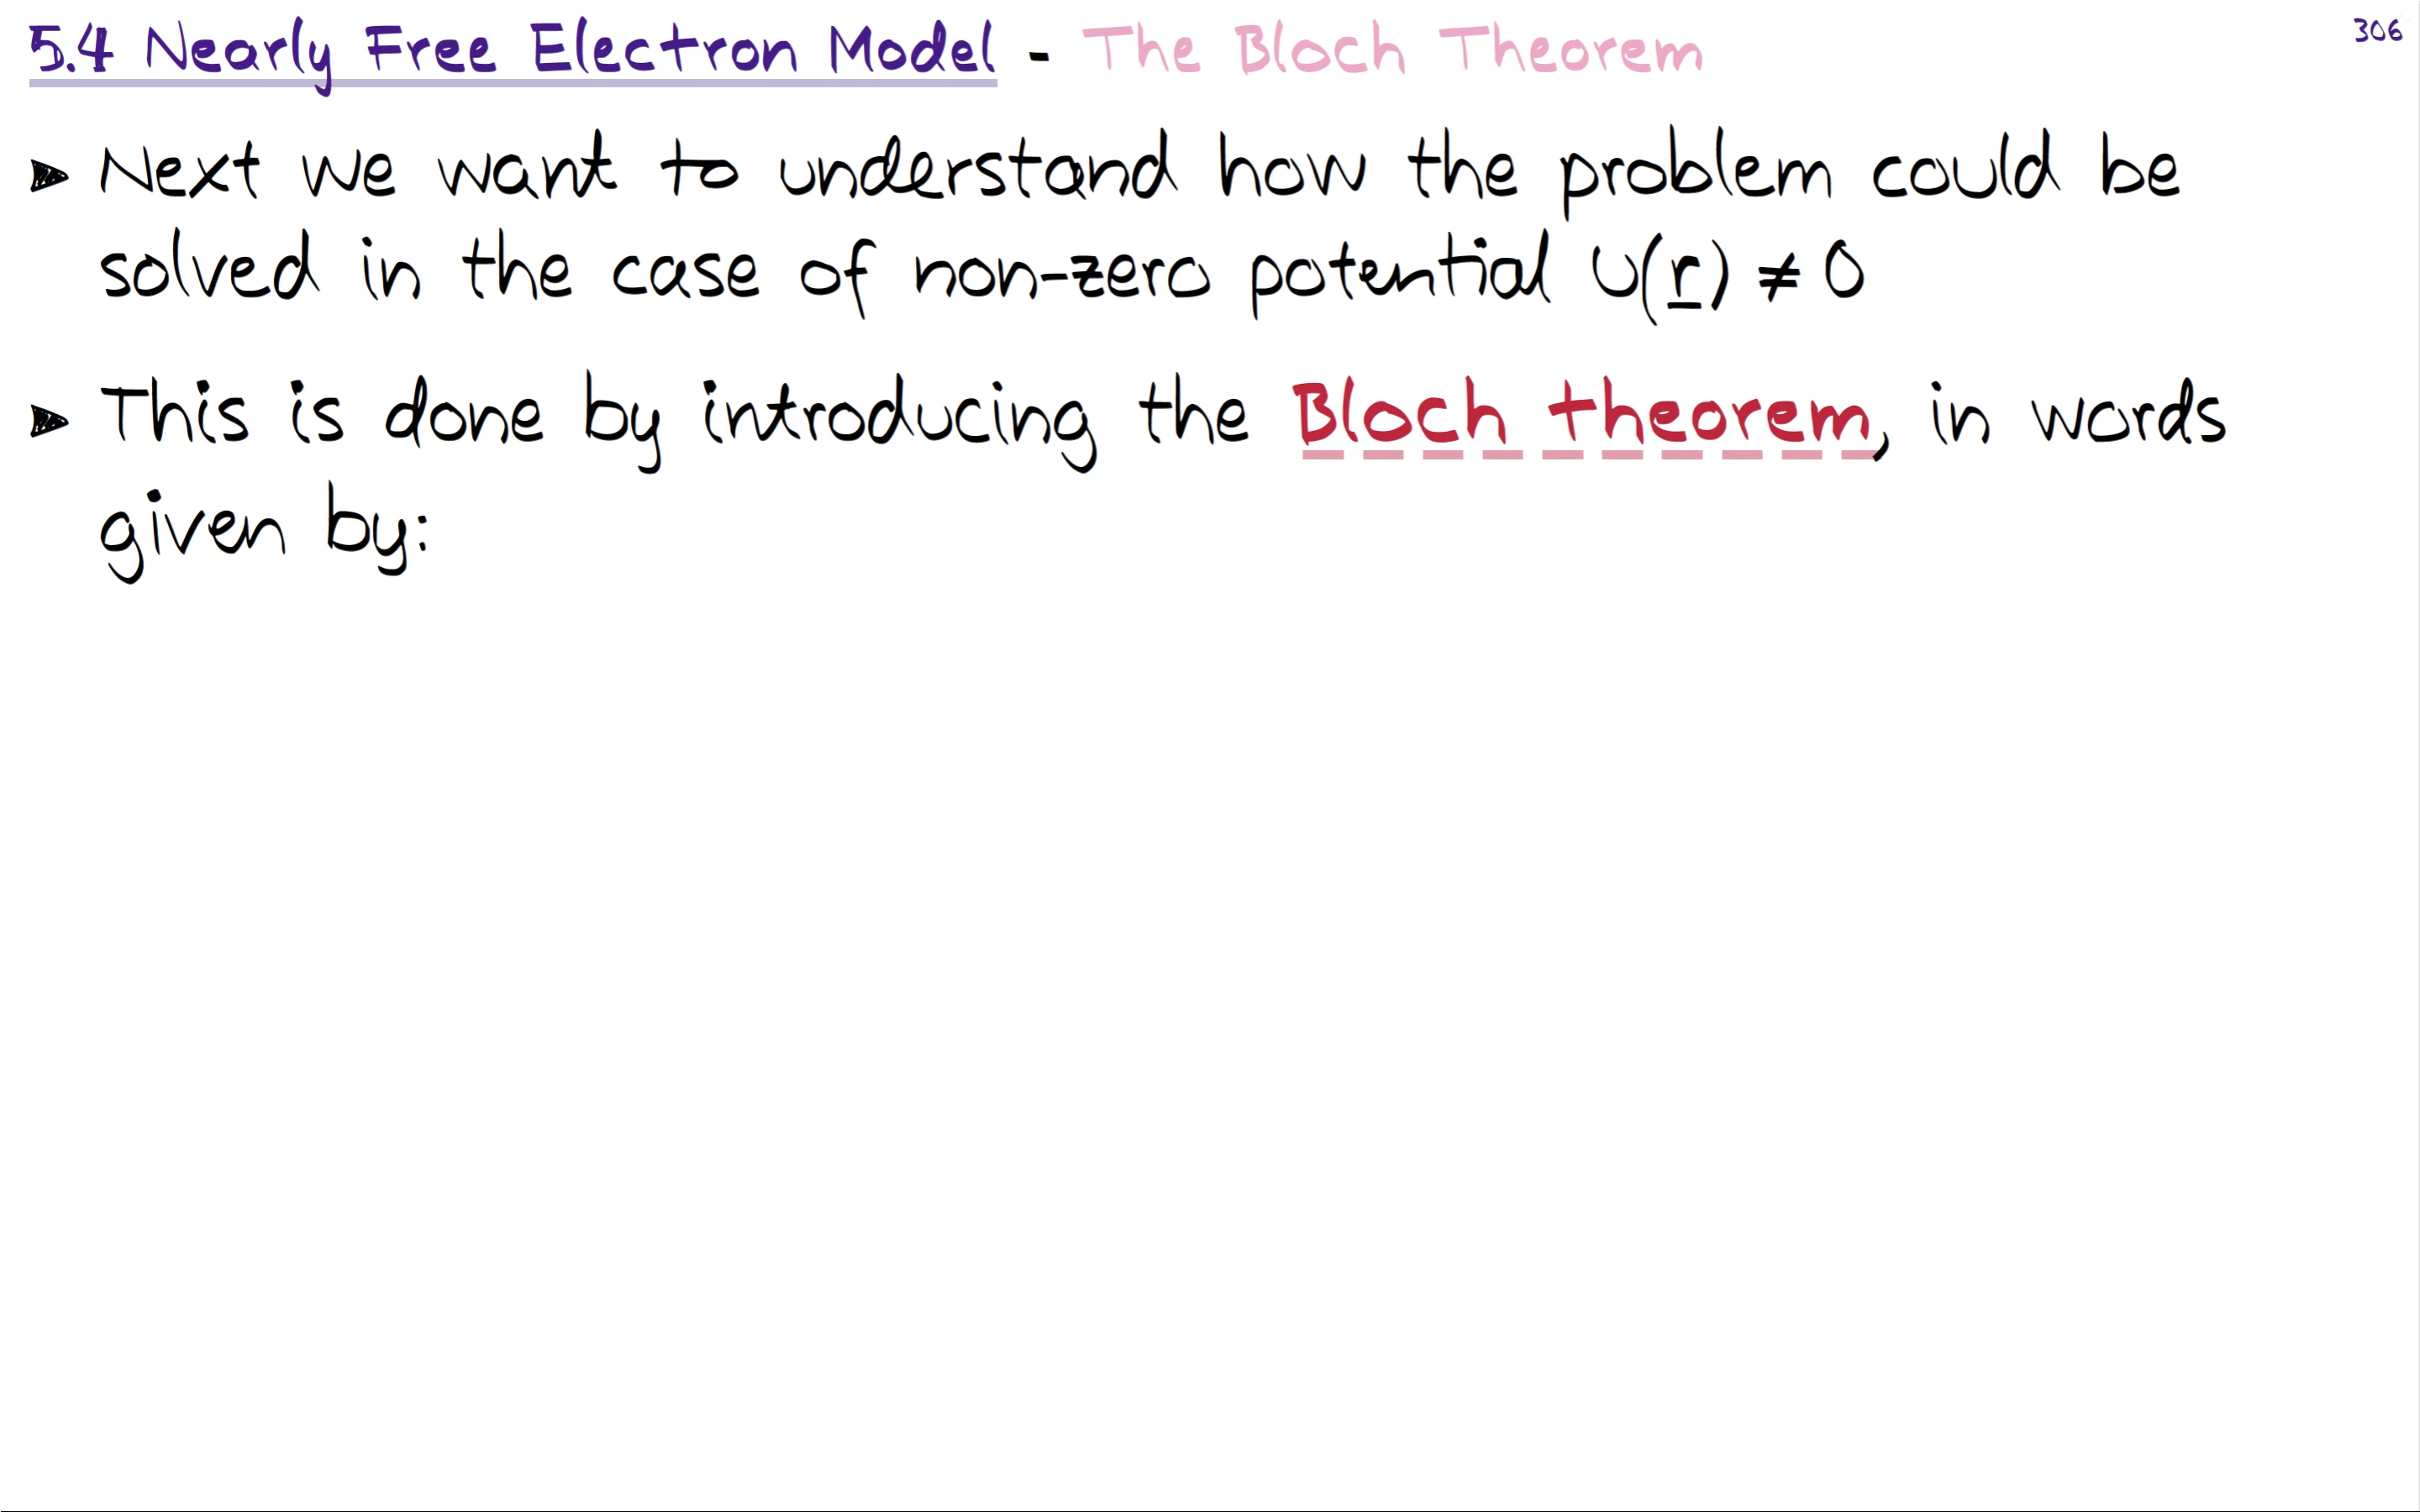 5.4 Nearly Free Electron Model - The Bloch Theorem
306
Next we want to understand how the problem could be
solved in the case of non-zero potential U(r) ≠ 0
This is done by introducing the Bloch theorem, in words
given by: